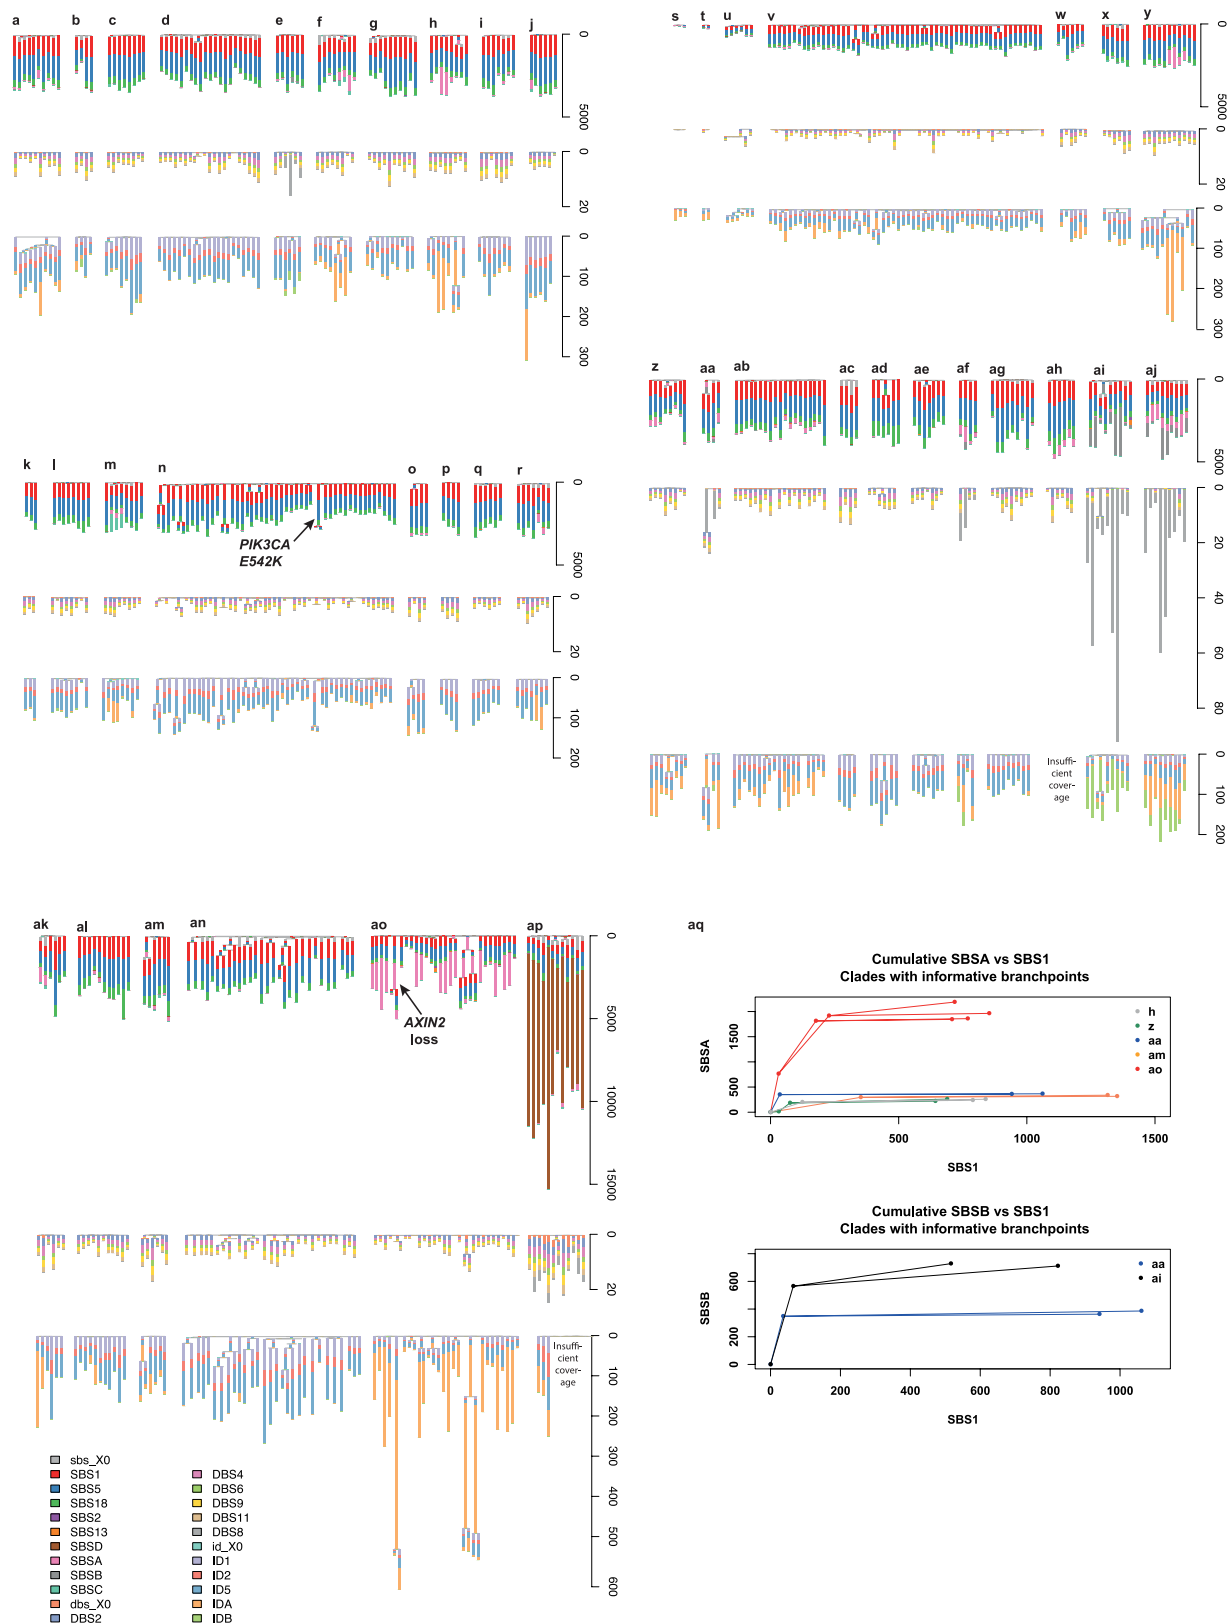 a b c d e f g h i j
0
5000
0
20
0
100
200
300
s t u v w x y
0
5000
0
20
0
100
200
300
k l m n o p q r
0
5000
PIK3CA
E542K
0
20
0
100
200
z aa ab ac ad ae af ag ah ai aj
0
5000
0
20
40
60
80
0
100
200
Insuffi-
cient
cover-
age
ak al am an ao ap
0
5000
10000
15000
AXIN2
loss
0
20
0
100
200
300
400
500
600
Insuffi-
cient
cover-
age
sbs_X0
SBS1
SBS5
SBS18
SBS2
SBS13
SBSD
SBSA
SBSB
SBSC
dbs_X0
DBS2
DBS4
DBS6
DBS9
DBS11
DBS8
id_X0
ID1
ID2
ID5
IDA
IDB
aq
Cumulative SBSA vs SBS1
Clades with informative branchpoints
SBSA
0 500 1500
h
z
aa
am
ao
0 500 1000 1500
SBS1
Cumulative SBSB vs SBS1
Clades with informative branchpoints
SBSB
0 200 600
aa
ai
0 200 400 600 800 1000
SBS1